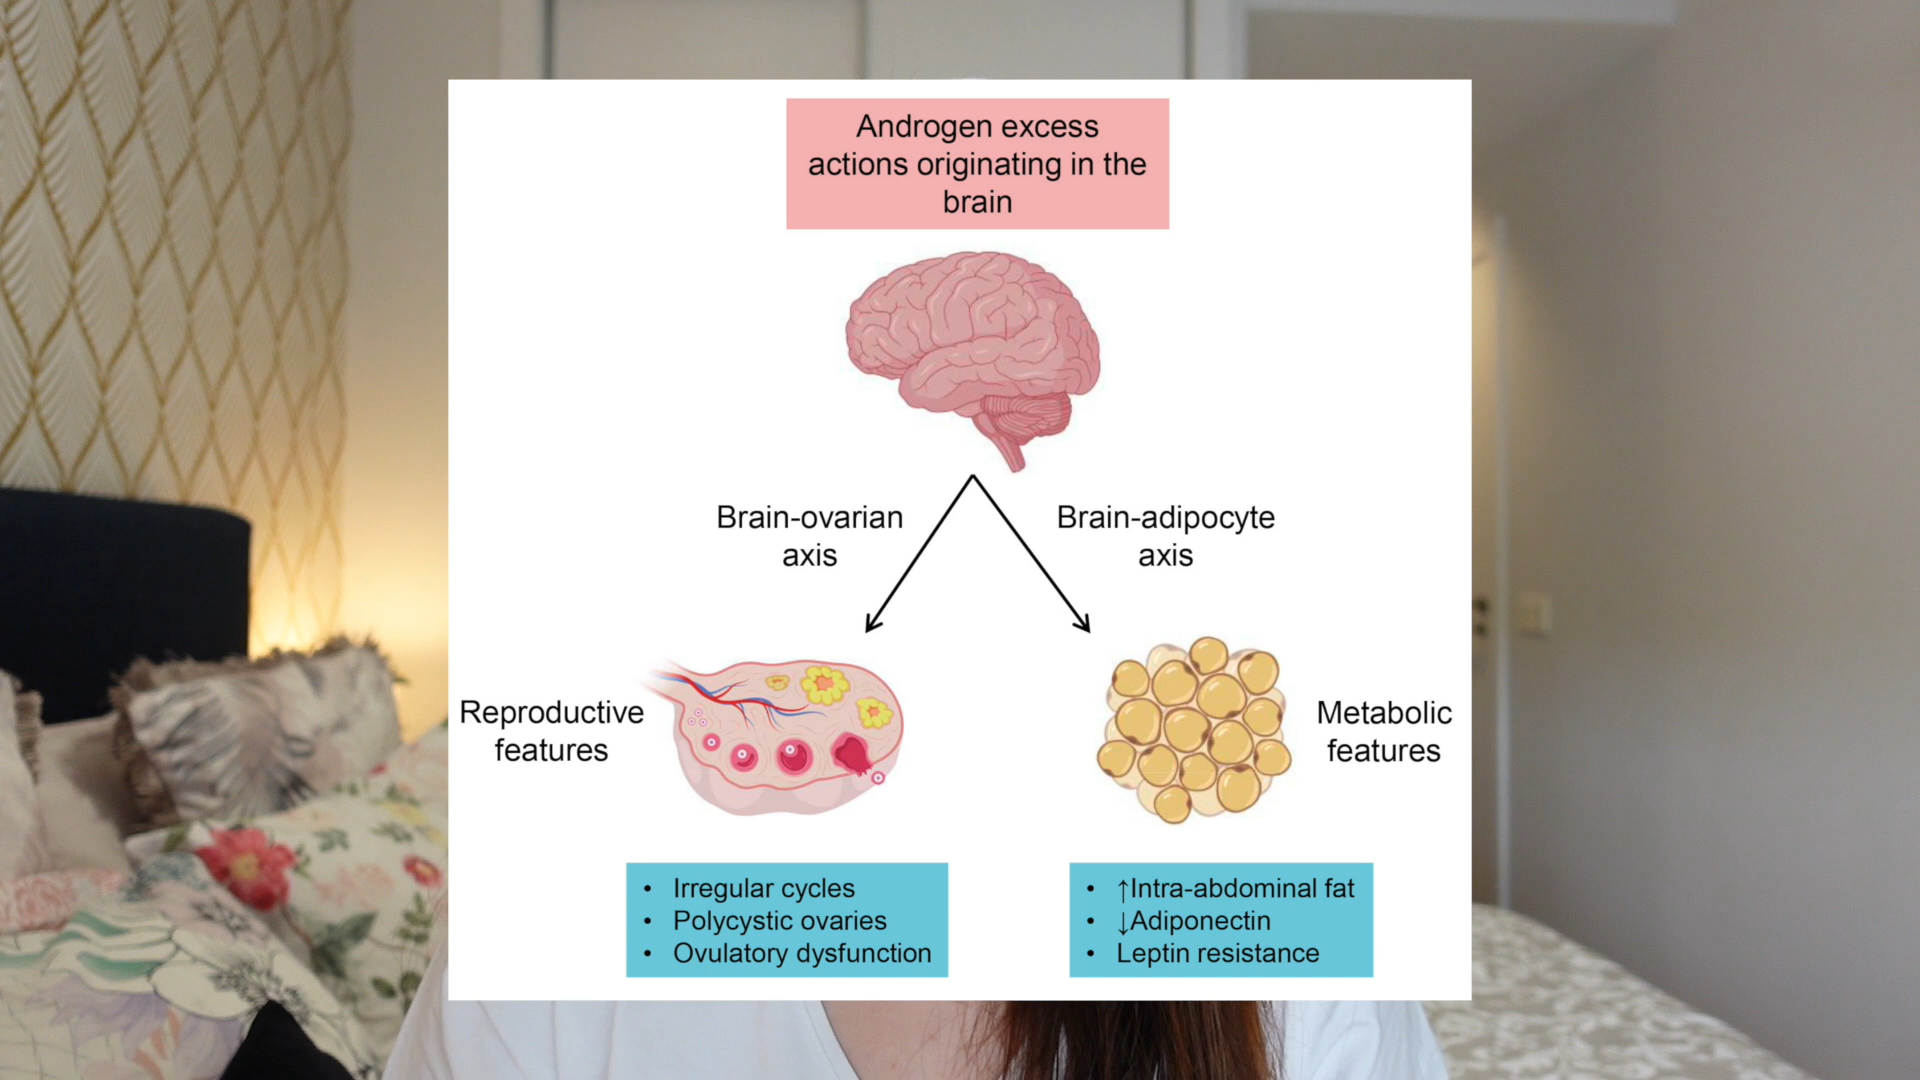 Androgen excess
actions originating in the
brain
Brain-ovarian
axis
Brain-adipocyte
axis
Reproductive
features
Metabolic
features
• Irregular cycles
• Polycystic ovaries
• Ovulatory dysfunction
• ↑Intra-abdominal fat
• ↓Adiponectin
• Leptin resistance